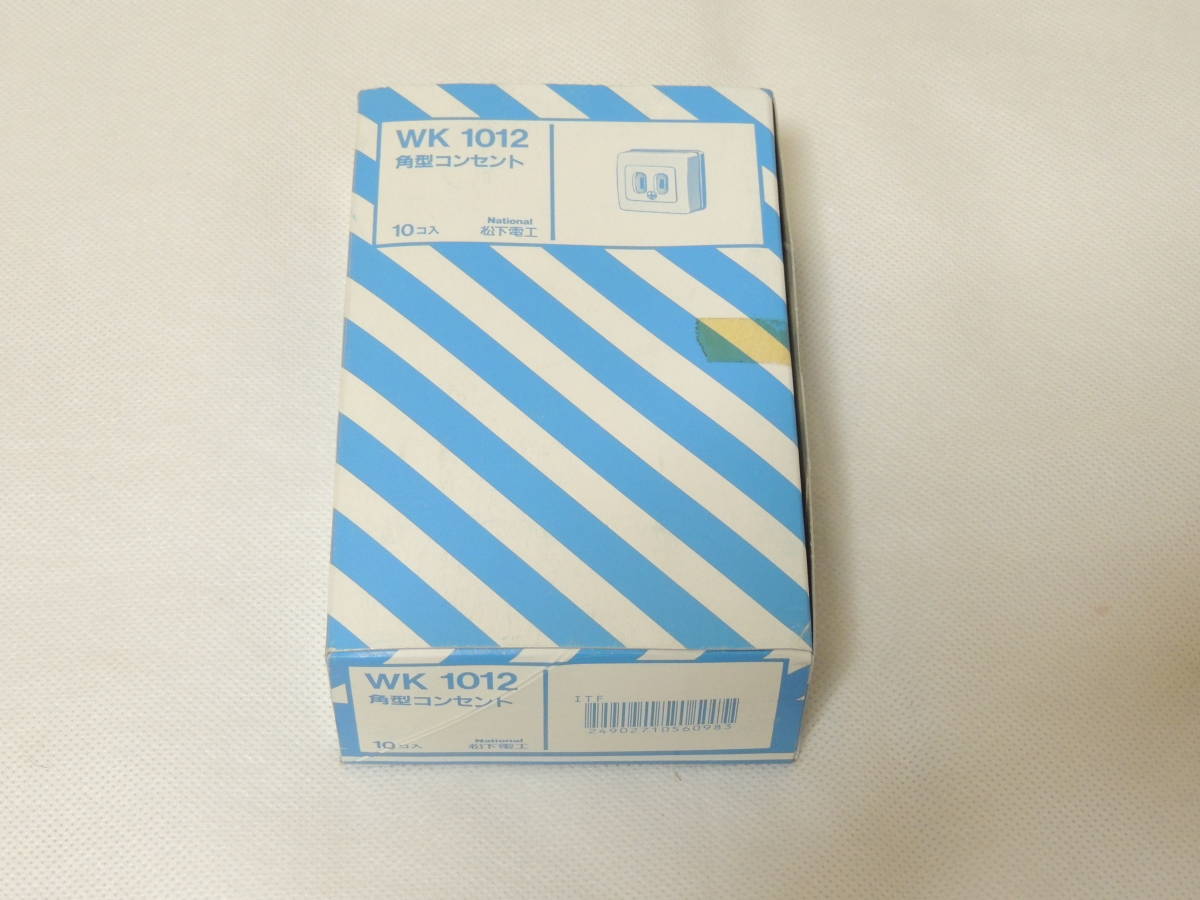 WK 1012
角型コンセント
10コ入
National
松下電工
WK 1012
角型コンセント
10コ入
National
松下電工
ITF
24902710560983